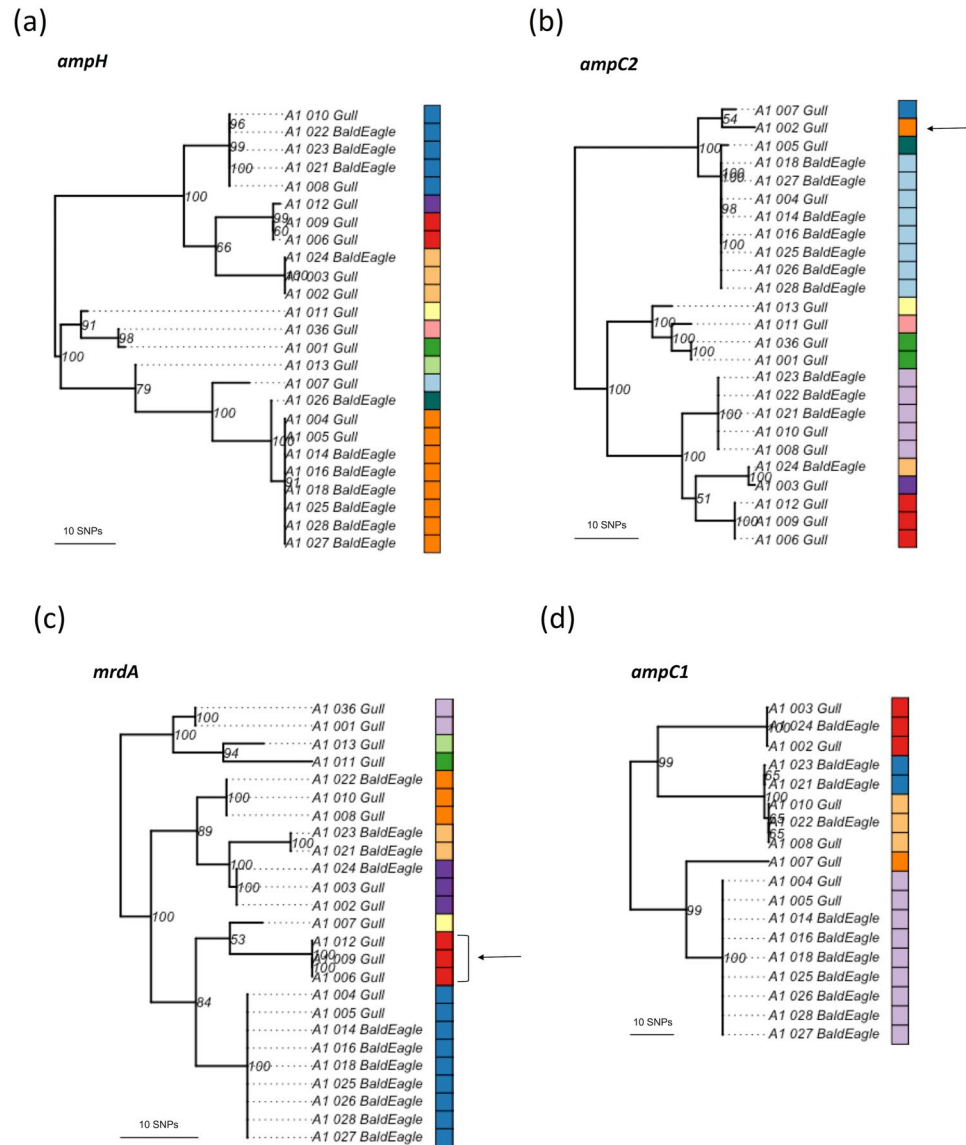 (a)
ampH
A1 010 Gull
96
A1 022 BaldEagle
99
A1 023 BaldEagle
100
A1 021 BaldEagle
A1 008 Gull
100
A1 012 Gull
99
A1 009 Gull
60
A1 006 Gull
66
A1 024 BaldEagle
100
A1 003 Gull
A1 002 Gull
A1 011 Gull
91
A1 036 Gull
98
A1 001 Gull
100
A1 013 Gull
79
A1 007 Gull
A1 026 BaldEagle
100
A1 004 Gull
A1 005 Gull
100
A1 014 BaldEagle
A1 016 BaldEagle
91
A1 018 BaldEagle
A1 025 BaldEagle
A1 028 BaldEagle
A1 027 BaldEagle
10 SNPs
(b)
ampC2
A1 007 Gull
54
A1 002 Gull
100
A1 005 Gull
A1 018 BaldEagle
100
100
A1 027 BaldEagle
A1 004 Gull
98
A1 014 BaldEagle
A1 016 BaldEagle
100
A1 025 BaldEagle
A1 026 BaldEagle
A1 028 BaldEagle
A1 013 Gull
100
A1 011 Gull
100
A1 036 Gull
100
A1 001 Gull
100
A1 023 BaldEagle
A1 022 BaldEagle
100
A1 021 BaldEagle
A1 010 Gull
A1 008 Gull
100
A1 024 BaldEagle
100
A1 003 Gull
51
A1 012 Gull
100
A1 009 Gull
A1 006 Gull
10 SNPs
(c)
mrdA
A1 036 Gull
100
A1 001 Gull
100
A1 013 Gull
94
A1 011 Gull
A1 022 BaldEagle
100
A1 010 Gull
A1 008 Gull
89
A1 023 BaldEagle
100
A1 021 BaldEagle
100
A1 024 BaldEagle
A1 003 Gull
100
A1 002 Gull
100
A1 007 Gull
53
A1 012 Gull
100
A1 009 Gull
100
A1 006 Gull
84
A1 004 Gull
A1 005 Gull
A1 014 BaldEagle
A1 016 BaldEagle
100
A1 018 BaldEagle
A1 025 BaldEagle
A1 026 BaldEagle
A1 028 BaldEagle
A1 027 BaldEagle
10 SNPs
(d)
ampC1
A1 003 Gull
100
A1 024 BaldEagle
A1 002 Gull
99
A1 023 BaldEagle
65
A1 021 BaldEagle
100
A1 010 Gull
65
A1 022 BaldEagle
65
A1 008 Gull
A1 007 Gull
99
A1 004 Gull
A1 005 Gull
A1 014 BaldEagle
A1 016 BaldEagle
100
A1 018 BaldEagle
A1 025 BaldEagle
A1 026 BaldEagle
A1 028 BaldEagle
A1 027 BaldEagle
10 SNPs